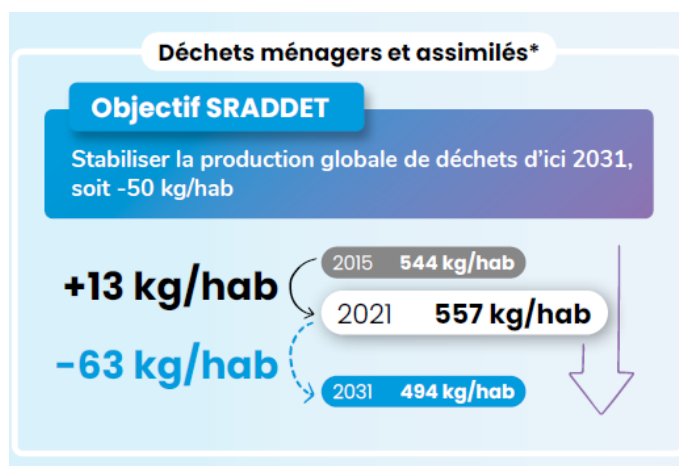 Déchets ménagers et assimilés*
Objectif SRADDET
Stabiliser la production globale de déchets d’ici 2031,
soit -50 kg/hab
2015 544 kg/hab
+13 kg/hab
2021 557 kg/hab
-63 kg/hab
2031 494 kg/hab